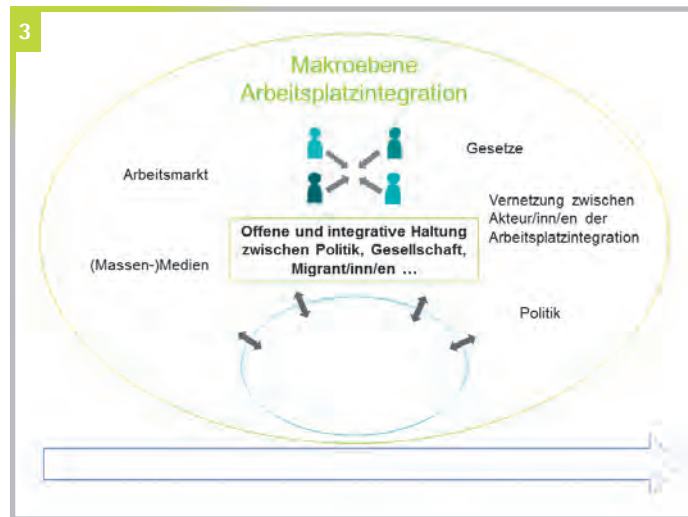 3
Makroebene
Arbeitsplatzintegration
Gesetze
Arbeitsmarkt
Vernetzung zwischen
Akteur/inn/en der
Arbeitsplatzintegration
Offene und integrative Haltung
zwischen Politik, Gesellschaft,
Migrant/inn/en ...
(Massen-)Medien
Politik